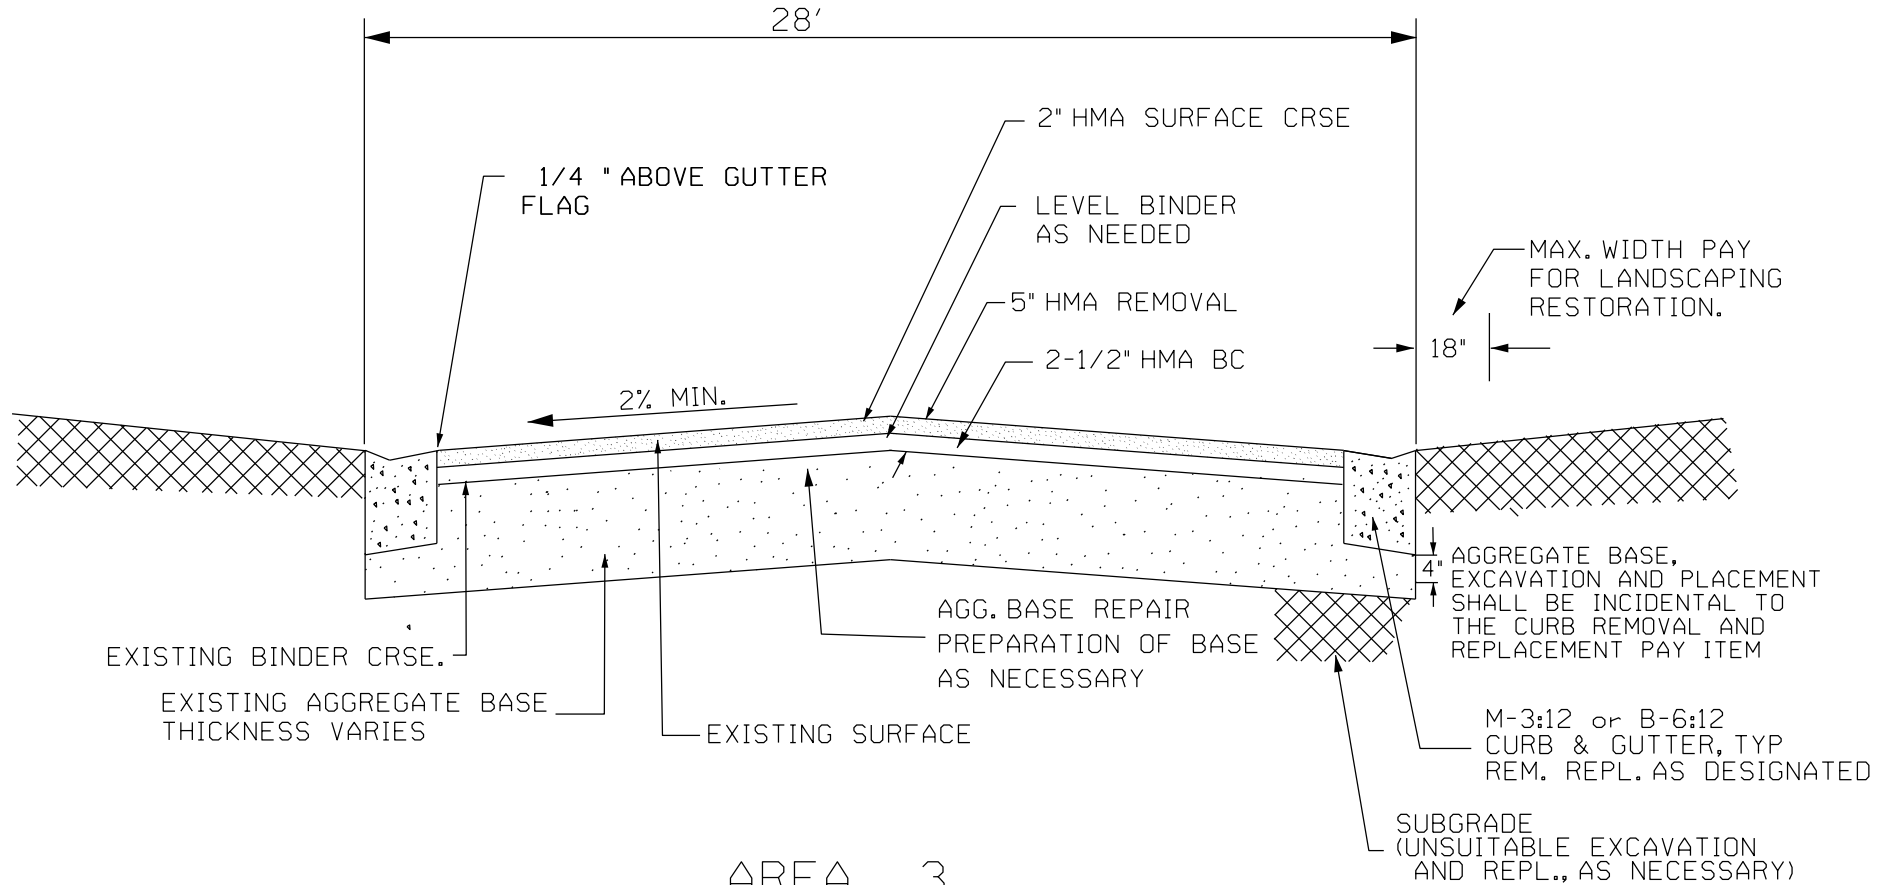 28'
2" HMA SURFACE CRSE
1/4 " ABOVE GUTTER
FLAG
LEVEL BINDER
AS NEEDED
MAX. WIDTH PAY
FOR LANDSCAPING
RESTORATION.
5" HMA REMOVAL
18"
2-1/2" HMA BC
2% MIN.
4"
AGGREGATE BASE,
EXCAVATION AND PLACEMENT
SHALL BE INCIDENTAL TO
THE CURB REMOVAL AND
REPLACEMENT PAY ITEM
AGG. BASE REPAIR
PREPARATION OF BASE
AS NECESSARY
EXISTING BINDER CRSE.
EXISTING AGGREGATE BASE
THICKNESS VARIES
EXISTING SURFACE
M-3:12 or B-6:12
CURB & GUTTER, TYP
REM. REPL. AS DESIGNATED
SUBGRADE
(UNSUITABLE EXCAVATION
AND REPL., AS NECESSARY)
AREA 3